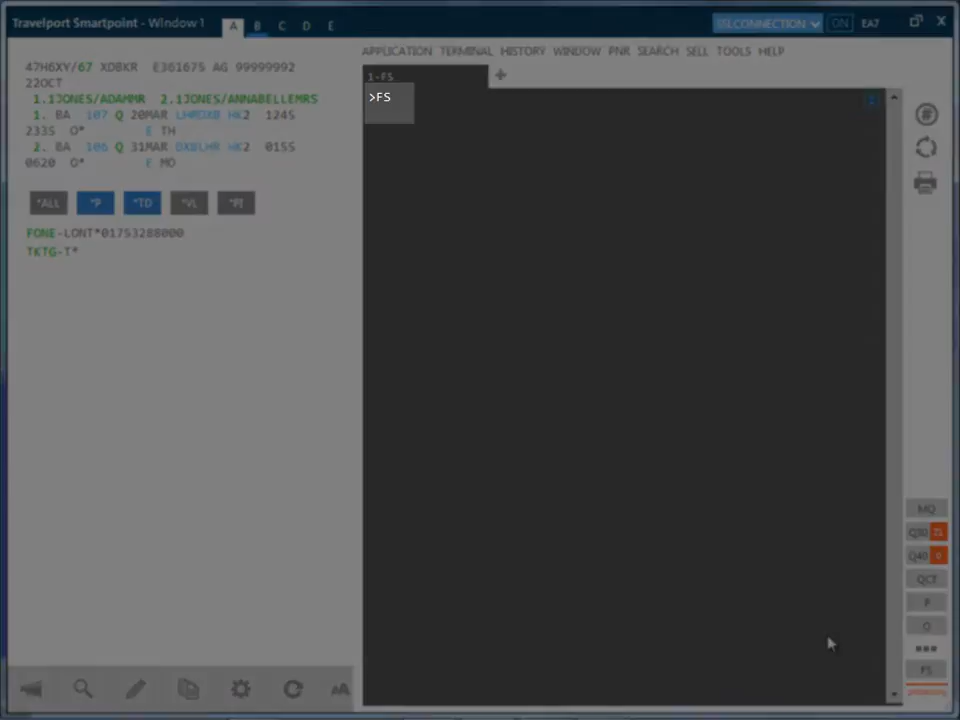 Travelport Smartpoint - Window 1
A B C D E
SSLCONNECTION ON EA7
APPLICATION TERMINAL HISTORY WINDOW PNR SEARCH SELL TOOLS HELP
47H6XY/67 XDBKR E361675 AG 99999992
22OCT
1.1JONES/ADAMMR 2.1JONES/ANNABELLEMRS
1. BA 107 Q 20MAR LHRDXB HK2 1245
2335 O* E TH
2. BA 106 Q 31MAR DXBLHR HK2 0155
0620 O* E MO
*ALL *P *TD *VL *PI
FONE-LONT*01753288000
TKTG-T*
1-FS
>FS
MQ
QCT
P
Q
FS
AA